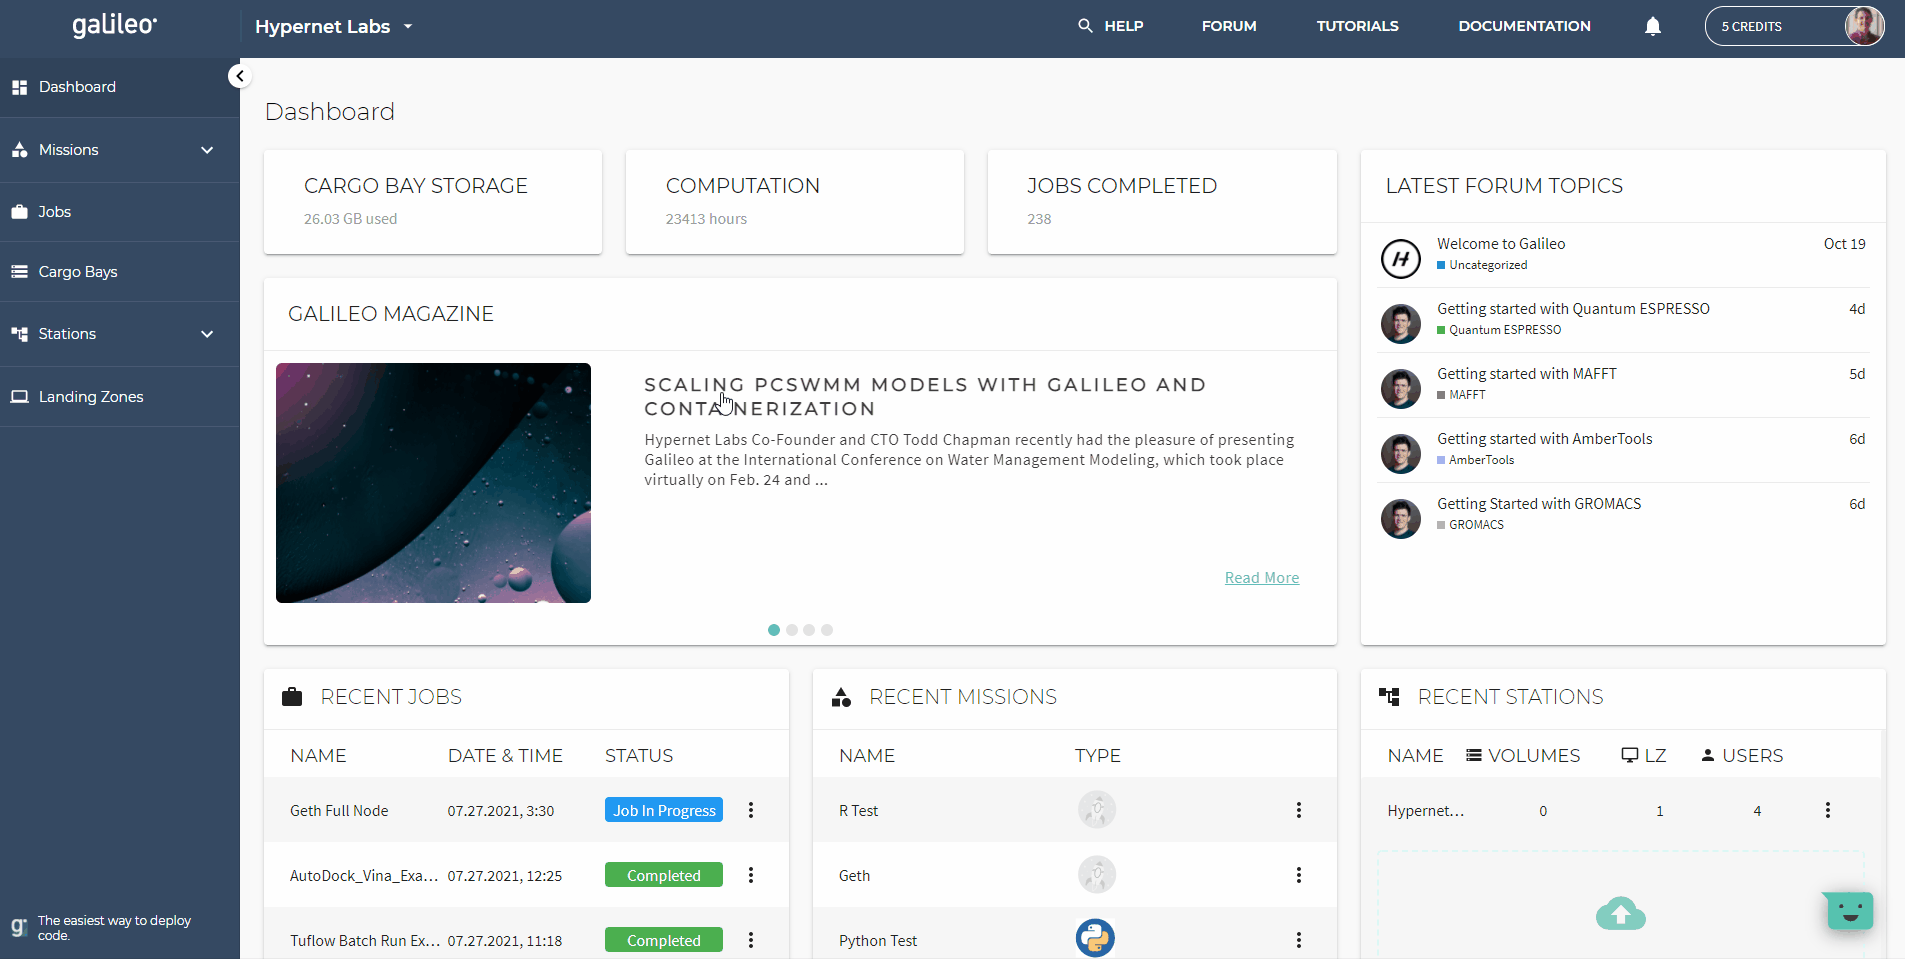 galileo
Hypernet Labs
HELP
FORUM
TUTORIALS
DOCUMENTATION
5 CREDITS
Dashboard
Missions
Jobs
Cargo Bays
Stations
Landing Zones
g
The easiest way to deploy
code.
Dashboard
CARGO BAY STORAGE
26.03 GB used
COMPUTATION
23413 hours
JOBS COMPLETED
238
GALILEO MAGAZINE
SCALING PCSWMM MODELS WITH GALILEO AND
CONTAINERIZATION
Hypernet Labs Co-Founder and CTO Todd Chapman recently had the pleasure of presenting
Galileo at the International Conference on Water Management Modeling, which took place
virtually on Feb. 24 and ...
Read More
LATEST FORUM TOPICS
H
Welcome to Galileo Oct 19
Uncategorized
Getting started with Quantum ESPRESSO 4d
Quantum ESPRESSO
Getting started with MAFFT 5d
MAFFT
Getting started with AmberTools 6d
AmberTools
Getting Started with GROMACS 6d
GROMACS
RECENT JOBS
NAME DATE & TIME STATUS
Geth Full Node 07.27.2021, 3:30 Job In Progress
AutoDock_Vina_Exa... 07.27.2021, 12:25 Completed
Tuflow Batch Run Ex... 07.27.2021, 11:18 Completed
RECENT MISSIONS
NAME TYPE
R Test
Geth
Python Test
RECENT STATIONS
NAME VOLUMES LZ USERS
Hypernet... 0 1 4